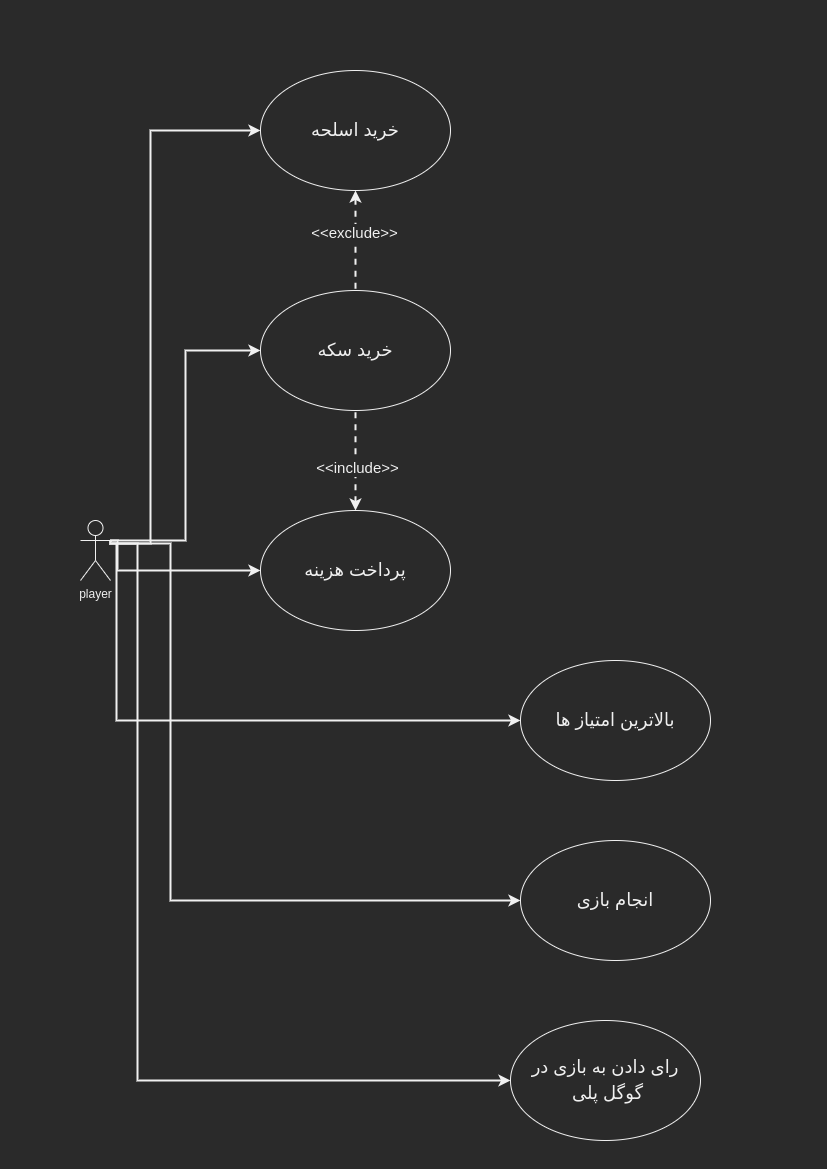 خرید اسلحه
<<exclude>>
خرید سکه
<<include>>
player
پرداخت هزینه
بالاترین امتیاز ها
انجام بازی
رای دادن به بازی در
گوگل پلی